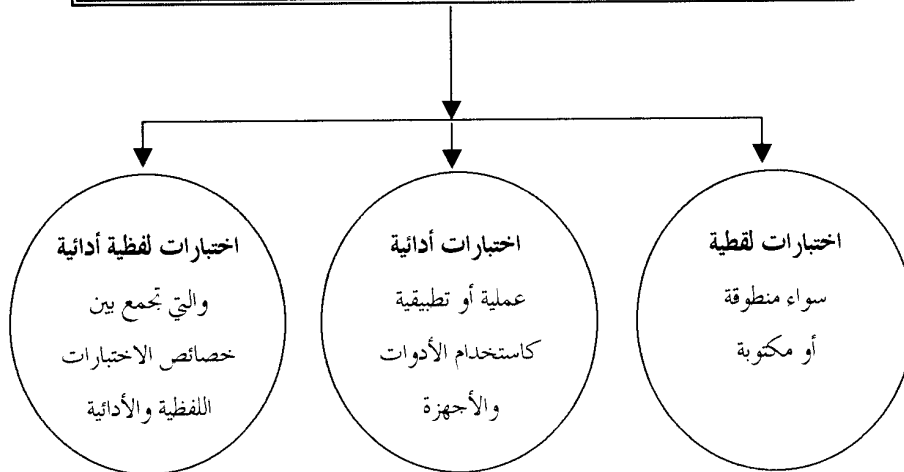 اختبارات لقطية
سواء منطوقة
أو مكتوبة
اختبارات أدائية
عملية أو تطبيقية
كاستخدام الأدوات
والأجهزة
اختبارات لفظية أدائية
والتي تجمع بين
خصائص الاختبارات
اللفظية والأدائية